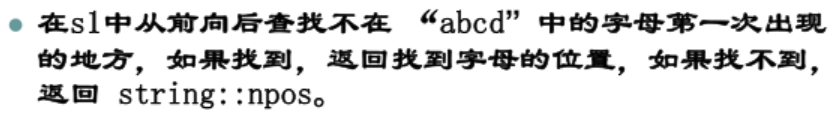 在s1中从前向后查找不在 “abcd”中的字母第一次出现
的地方，如果找到，返回找到字母的位置，如果找不到，
返回 string::npos。